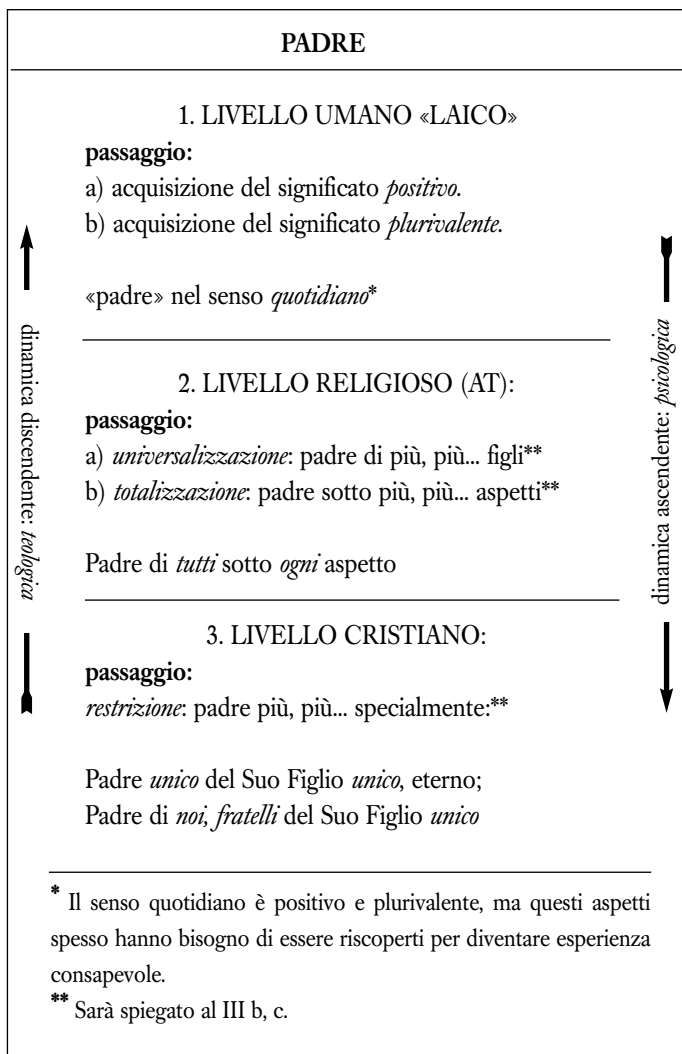 PADRE
1. LIVELLO UMANO «LAICO»
passaggio:
a) acquisizione del significato positivo.
b) acquisizione del significato plurivalente.
«padre» nel senso quotidiano*
2. LIVELLO RELIGIOSO (AT):
passaggio:
a) universalizzazione: padre di più, più... figli**
b) totalizzazione: padre sotto più, più... aspetti**
Padre di tutti sotto ogni aspetto
3. LIVELLO CRISTIANO:
passaggio:
restrizione: padre più, più... specialmente:**
Padre unico del Suo Figlio unico, eterno;
Padre di noi, fratelli del Suo Figlio unico
dinamica discendente: teologica
dinamica ascendente: psicologica
* Il senso quotidiano è positivo e plurivalente, ma questi aspetti
spesso hanno bisogno di essere riscoperti per diventare esperienza
consapevole.
** Sarà spiegato al III b, c.